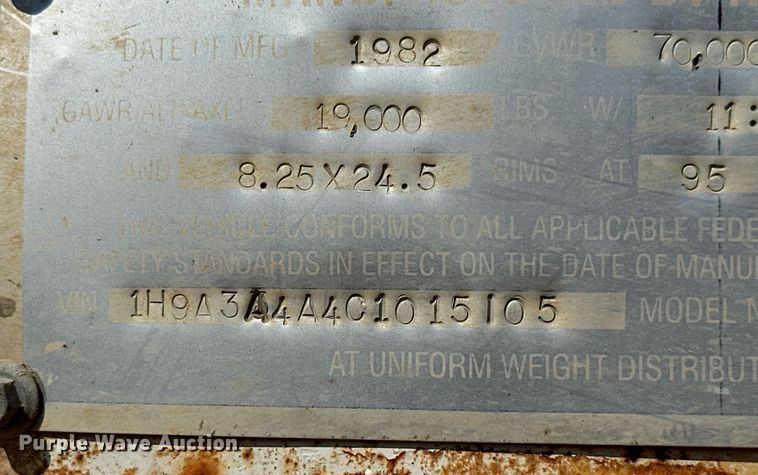 DATE OF MFG 1982 GVWR 70,000
GAWR ALL AXLE 19,000 LBS W/ 11:
AND 8.25X24.5 RIMS AT 95
THIS VEHICLE CONFORMS TO ALL APPLICABLE FEDE
SAFETY STANDARDS IN EFFECT ON THE DATE OF MANU
VIN 1H9A3A4A4C1015105 MODEL N
AT UNIFORM WEIGHT DISTRIBUT
Purple Wave Auction